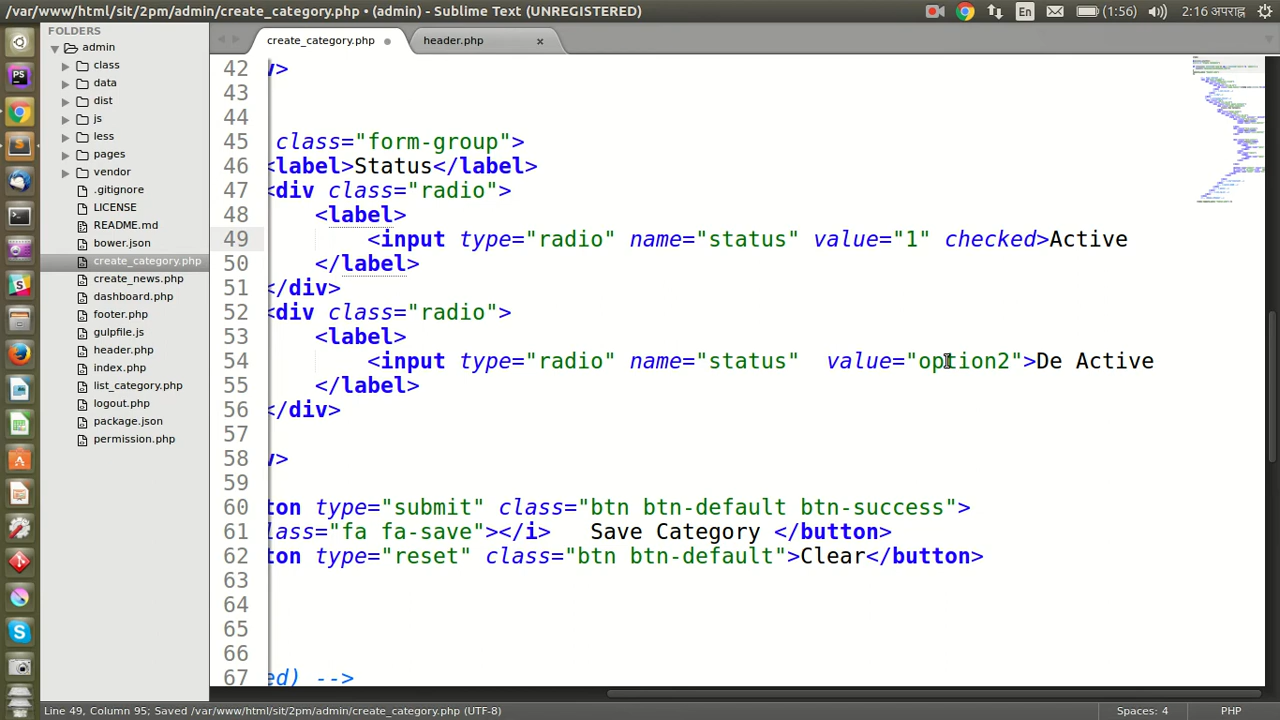 /var/www/html/sit/2pm/admin/create_category.php • (admin) - Sublime Text (UNREGISTERED)
En
(1:56)
2:16 अपराह्न
FOLDERS
admin
class
data
dist
js
less
pages
vendor
.gitignore
LICENSE
README.md
bower.json
create_category.php
create_news.php
dashboard.php
footer.php
gulpfile.js
header.php
index.php
list_category.php
logout.php
package.json
permission.php
create_category.php
header.php
42 v>
43
44
45 class="form-group">
46 <label>Status</label>
47 <div class="radio">
48 <label>
49 <input type="radio" name="status" value="1" checked>Active
50 </label>
51 </div>
52 <div class="radio">
53 <label>
54 <input type="radio" name="status"  value="option2">De Active
55 </label>
56 </div>
57
58 v>
59
60 ton type="submit" class="btn btn-default btn-success">
61 lass="fa fa-save"></i>   Save Category </button>
62 ton type="reset" class="btn btn-default">Clear</button>
63
64
65
66
67 ed) -->
Line 49, Column 95; Saved /var/www/html/sit/2pm/admin/create_category.php (UTF-8)
Spaces: 4
PHP